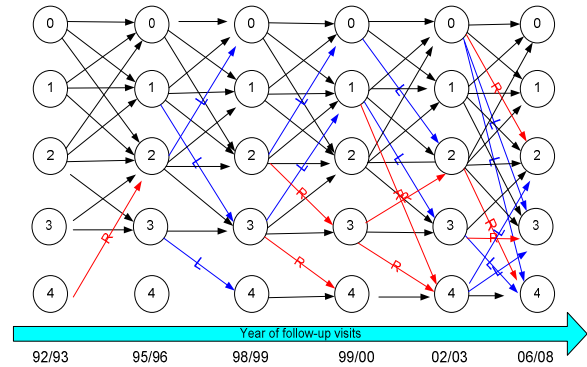 0 0 0 0 0 0
L R
1 1 1 1 1 1
L L
L
2 2 2 2 2 2
L L L
L
R R R
3 3 3 3 3 3
R L
R R
L R R L L
4 4 4 4 4 4
Year of follow-up visits
92/93 95/96 98/99 99/00 02/03 06/08